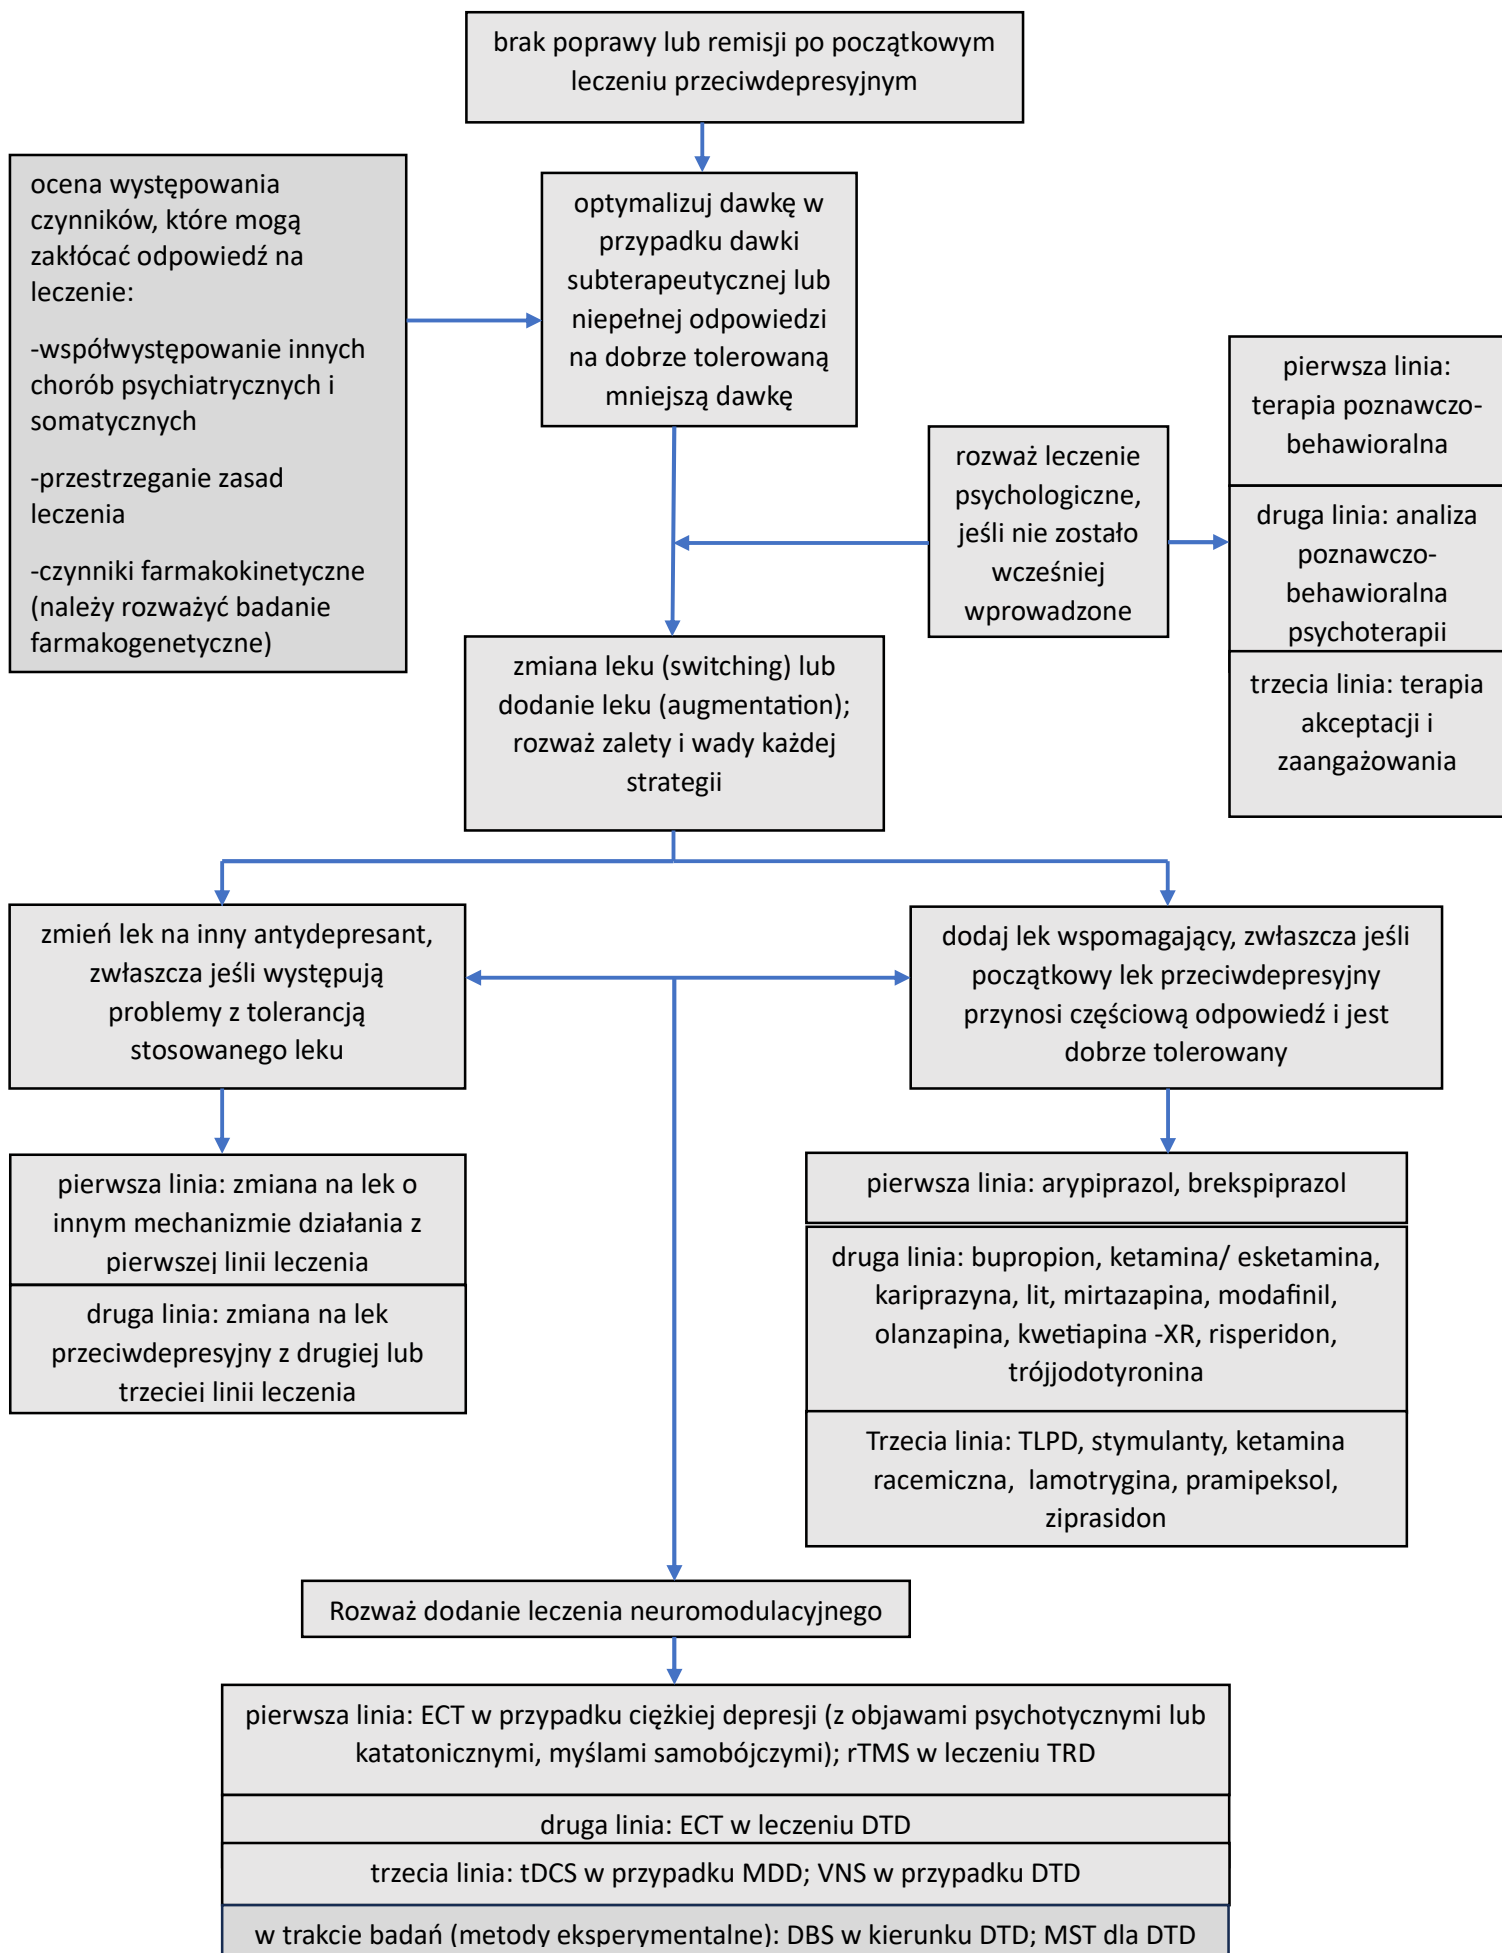 brak poprawy lub remisji po początkowym
leczeniu przeciwdepresyjnym
ocena występowania
czynników, które mogą
zakłócać odpowiedź na
leczenie:
-współwystępowanie innych
chorób psychiatrycznych i
somatycznych
-przestrzeganie zasad
leczenia
-czynniki farmakokinetyczne
(należy rozważyć badanie
farmakogenetyczne)
optymalizuj dawkę w
przypadku dawki
subterapeutycznej lub
niepełnej odpowiedzi
na dobrze tolerowaną
mniejszą dawkę
rozważ leczenie
psychologiczne,
jeśli nie zostało
wcześniej
wprowadzone
pierwsza linia:
terapia poznawczo-
behawioralna
druga linia: analiza
poznawczo-
behawioralna
psychoterapii
trzecia linia: terapia
akceptacji i
zaangażowania
zmiana leku (switching) lub
dodanie leku (augmentation);
rozważ zalety i wady każdej
strategii
zmień lek na inny antydepresant,
zwłaszcza jeśli występują
problemy z tolerancją
stosowanego leku
pierwsza linia: zmiana na lek o
innym mechanizmie działania z
pierwszej linii leczenia
druga linia: zmiana na lek
przeciwdepresyjny z drugiej lub
trzeciej linii leczenia
dodaj lek wspomagający, zwłaszcza jeśli
początkowy lek przeciwdepresyjny
przynosi częściową odpowiedź i jest
dobrze tolerowany
pierwsza linia: arypiprazol, brekspiprazol
druga linia: bupropion, ketamina/ esketamina,
kariprazyna, lit, mirtazapina, modafinil,
olanzapina, kwetiapina -XR, risperidon,
trójjodotyronina
Trzecia linia: TLPD, stymulanty, ketamina
racemiczna, lamotrygina, pramipeksol,
ziprasidon
Rozważ dodanie leczenia neuromodulacyjnego
pierwsza linia: ECT w przypadku ciężkiej depresji (z objawami psychotycznymi lub
katatonicznymi, myślami samobójczymi); rTMS w leczeniu TRD
druga linia: ECT w leczeniu DTD
trzecia linia: tDCS w przypadku MDD; VNS w przypadku DTD
w trakcie badań (metody eksperymentalne): DBS w kierunku DTD; MST dla DTD